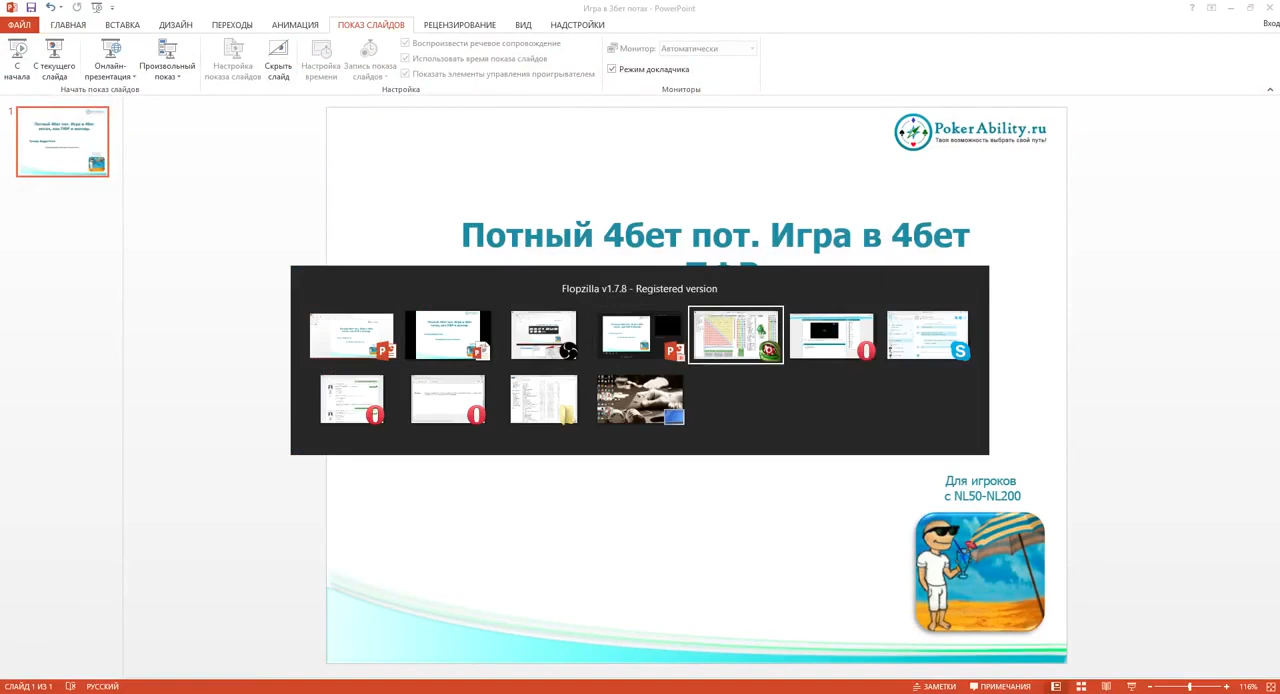 Игра в 3бет потах - PowerPoint
ФАЙЛ ГЛАВНАЯ ВСТАВКА ДИЗАЙН ПЕРЕХОДЫ АНИМАЦИЯ ПОКАЗ СЛАЙДОВ РЕЦЕНЗИРОВАНИЕ ВИД НАДСТРОЙКИ Вход
С начала
С текущего слайда
Онлайн-презентация
Произвольный показ
Начать показ слайдов
Настройка показа слайдов
Скрыть слайд
Настройка времени
Запись показа слайдов
Воспроизвести речевое сопровождение
Использовать время показа слайдов
Показать элементы управления проигрывателем
Настройка
Монитор: Автоматически
Режим докладчика
Мониторы
1
PokerAbility.ru
Твоя возможность выбрать свой путь!
Потный 4бет пот. Игра в 4бет
Flopzilla v1.7.8 - Registered version
Для игроков
с NL50-NL200
СЛАЙД 1 ИЗ 1 РУССКИЙ ЗАМЕТКИ ПРИМЕЧАНИЯ 116%